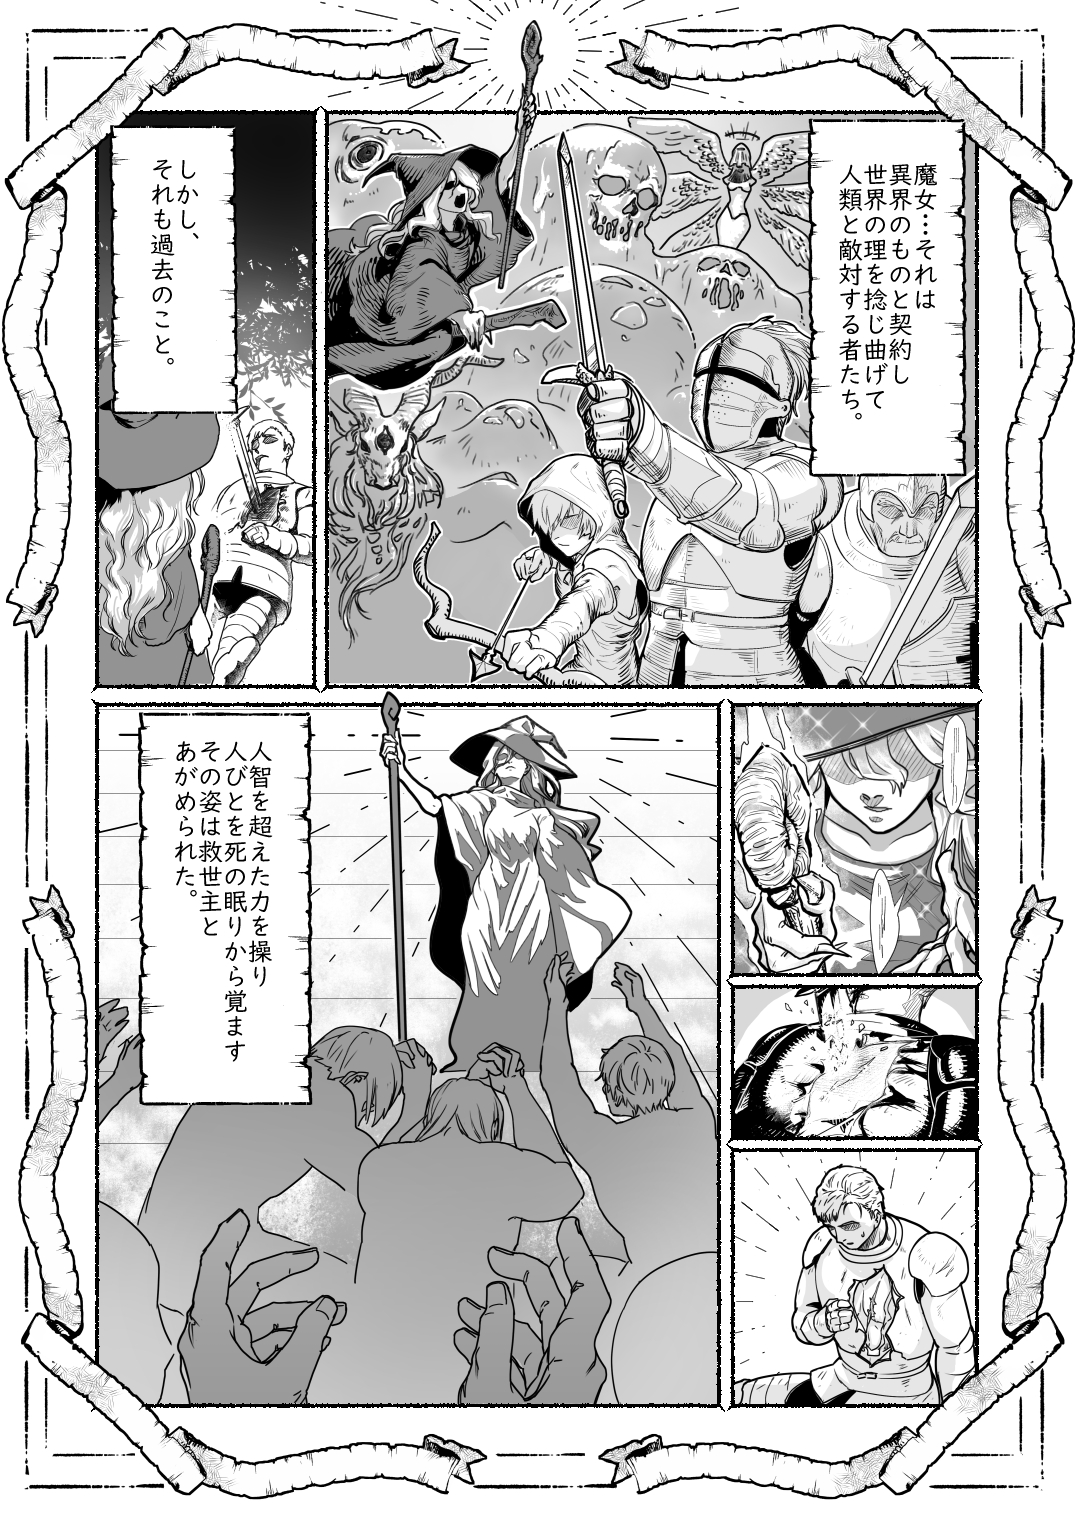 魔女…それは
異界のものと契約し
世界の理を捻じ曲げて
人類と敵対する者たち。
しかし、
それも過去のこと。
人智を超えた力を操り
人びとを死の眠りから覚ます
その姿は救世主と
あがめられた。